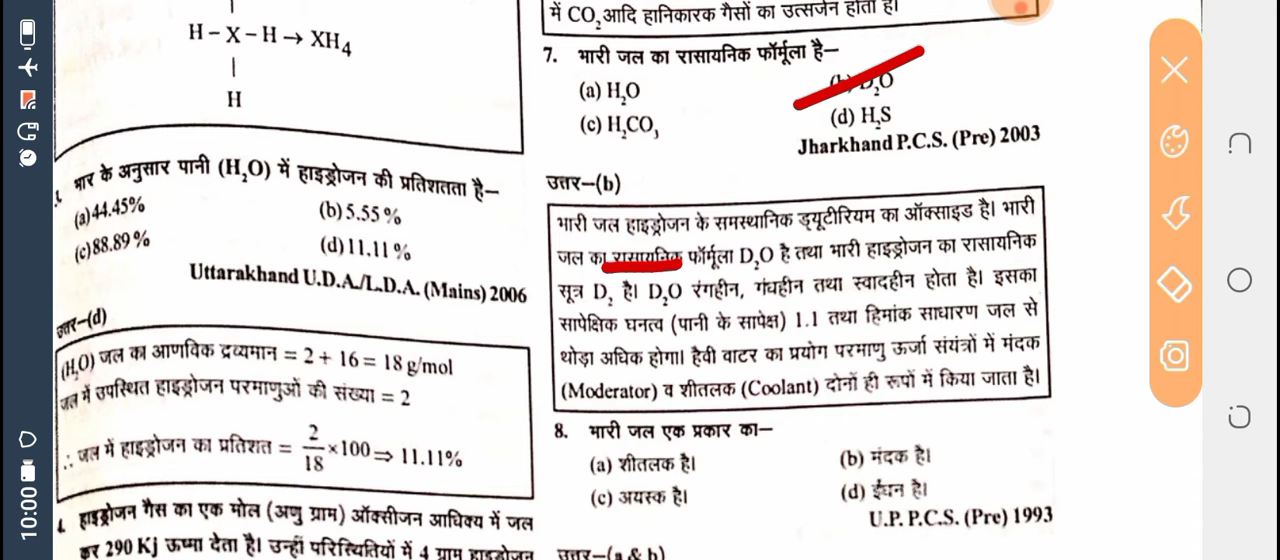 H – X – H → XH4
|
H
भार के अनुसार पानी (H2O) में हाइड्रोजन की प्रतिशतता है–
(a) 44.45%
(b) 5.55 %
(c) 88.89 %
(d) 11.11 %
Uttarakhand U.D.A./L.D.A. (Mains) 2006
उत्तर–(d)
(H2O) जल का आणविक द्रव्यमान = 2 + 16 = 18 g/mol
जल में उपस्थित हाइड्रोजन परमाणुओं की संख्या = 2
∴ जल में हाइड्रोजन का प्रतिशत = 2/18 ×100 ⇒ 11.11%
4. हाइड्रोजन गैस का एक मोल (अणु ग्राम) ऑक्सीजन आधिक्य में जल
कर 290 Kj ऊष्मा देता है। उन्हीं परिस्थितियों में 4 ग्राम हाइड्रोजन
में CO2 आदि हानिकारक गैसों का उत्सर्जन होता है।
7. भारी जल का रासायनिक फॉर्मूला है–
(a) H2O
(b) D2O
(c) H2CO3
(d) H2S
Jharkhand P.C.S. (Pre) 2003
उत्तर–(b)
भारी जल हाइड्रोजन के समस्थानिक ड्यूटीरियम का ऑक्साइड है। भारी
जल का रासायनिक फॉर्मूला D2O है तथा भारी हाइड्रोजन का रासायनिक
सूत्र D2 है। D2O रंगहीन, गंधहीन तथा स्वादहीन होता है। इसका
सापेक्षिक घनत्व (पानी के सापेक्ष) 1.1 तथा हिमांक साधारण जल से
थोड़ा अधिक होगा। हैवी वाटर का प्रयोग परमाणु ऊर्जा संयंत्रों में मंदक
(Moderator) व शीतलक (Coolant) दोनों ही रूपों में किया जाता है।
8. भारी जल एक प्रकार का–
(a) शीतलक है।
(b) मंदक है।
(c) अयस्क है।
(d) ईंधन है।
U.P. P.C.S. (Pre) 1993
उत्तर–(a & b)
10:00